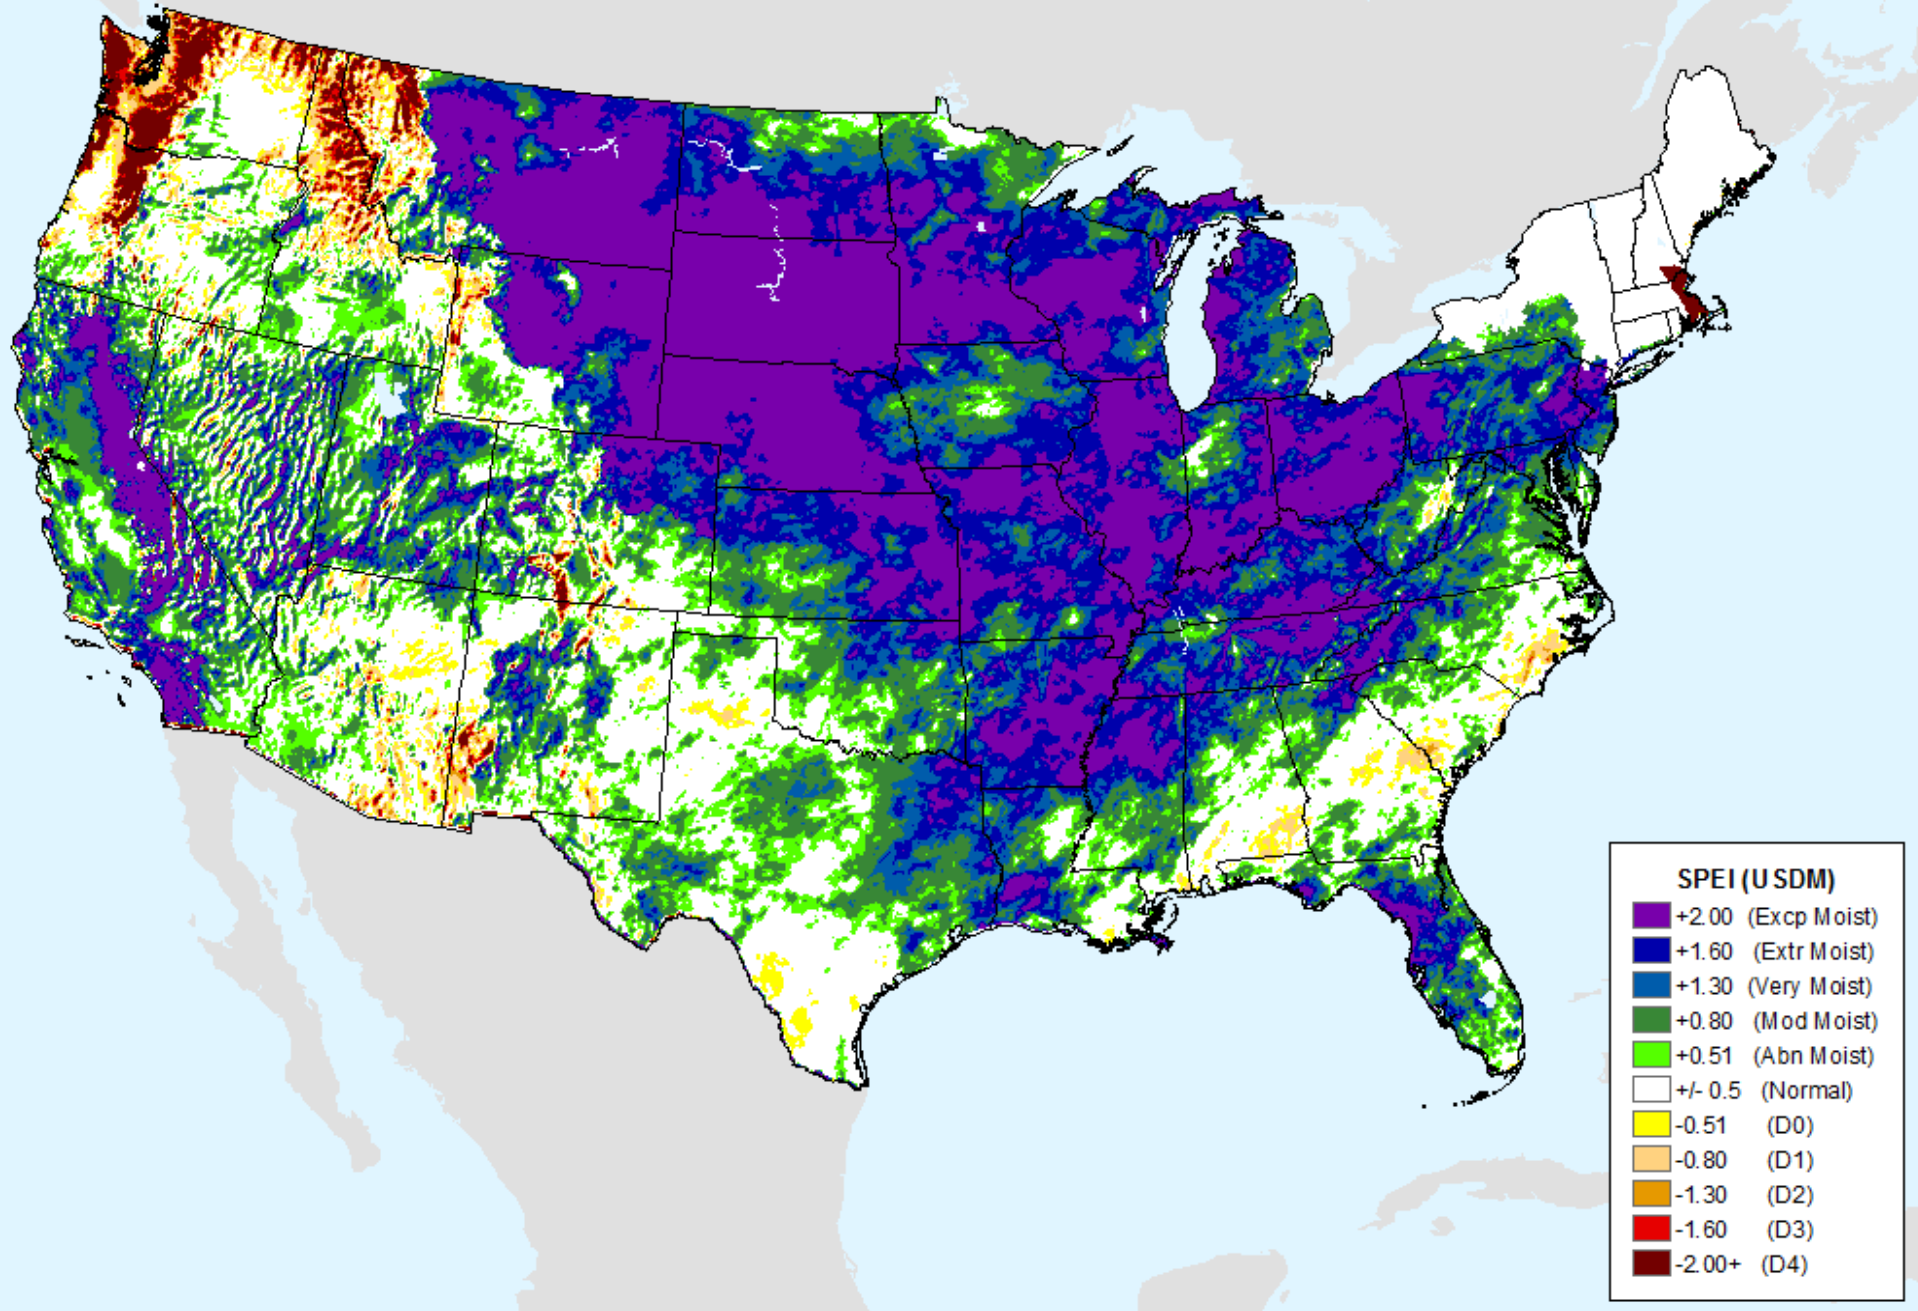 SPEI (USDM)
+2.00 (Excp Moist)
+1.60 (Extr Moist)
+1.30 (Very Moist)
+0.80 (Mod Moist)
+0.51 (Abn Moist)
+/- 0.5 (Normal)
-0.51 (D0)
-0.80 (D1)
-1.30 (D2)
-1.60 (D3)
-2.00+ (D4)